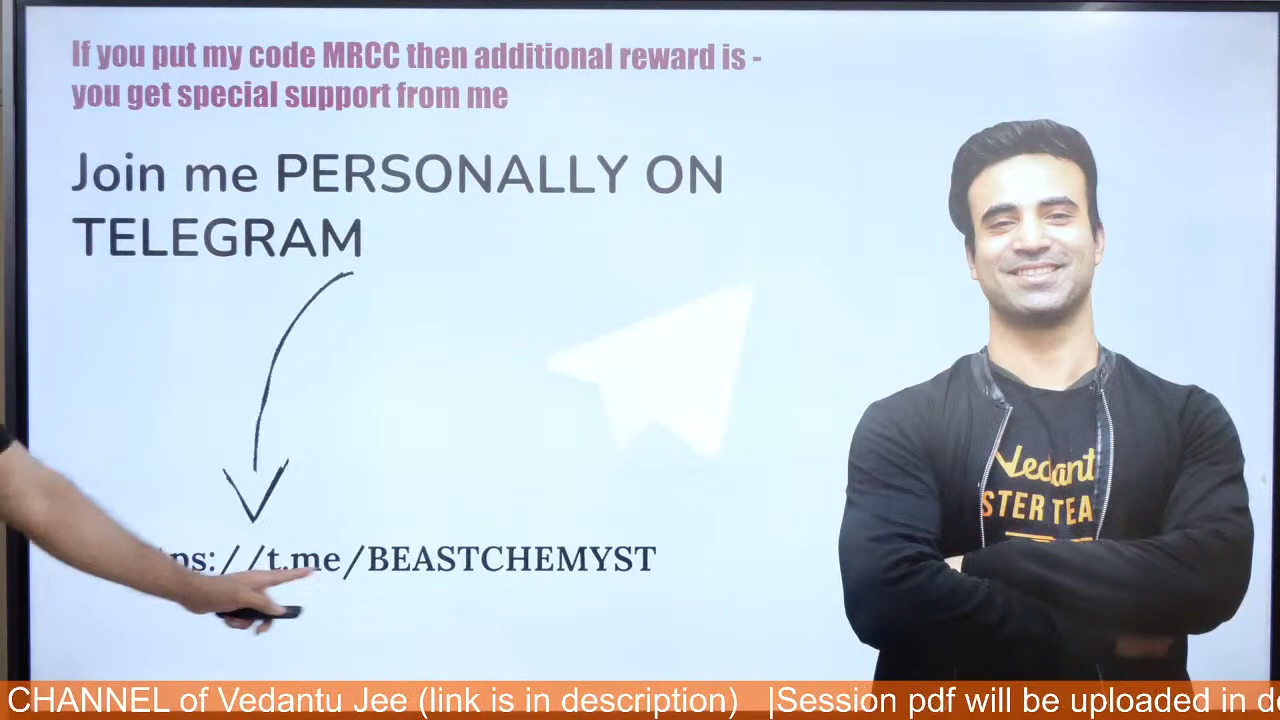 If you put my code MRCC then additional reward is -
you get special support from me
Join me PERSONALLY ON
TELEGRAM
tps://t.me/BEASTCHEMYST
Vedant
STER TEA
CHANNEL of Vedantu Jee (link is in description) |Session pdf will be uploaded in de